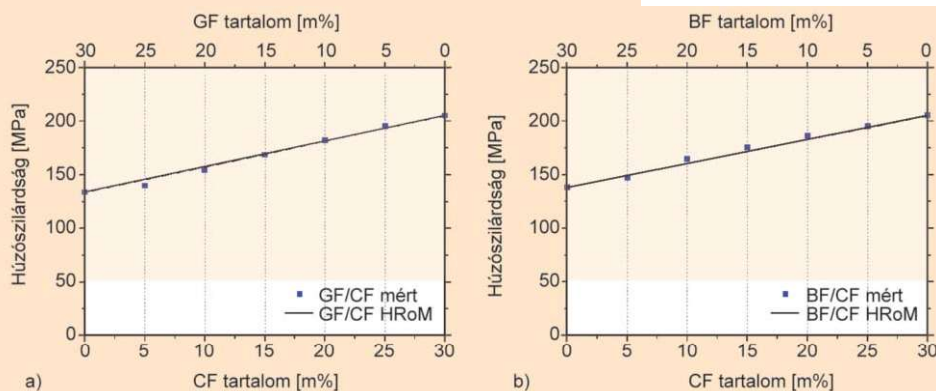 GF tartalom [m%]
30 25 20 15 10 5 0
250
200
150
100
50
0
Húzószilárdság [MPa]
GF/CF mért
GF/CF HRoM
0 5 10 15 20 25 30
a) CF tartalom [m%]
BF tartalom [m%]
30 25 20 15 10 5 0
250
200
150
100
50
0
Húzószilárdság [MPa]
BF/CF mért
BF/CF HRoM
0 5 10 15 20 25 30
b) CF tartalom [m%]